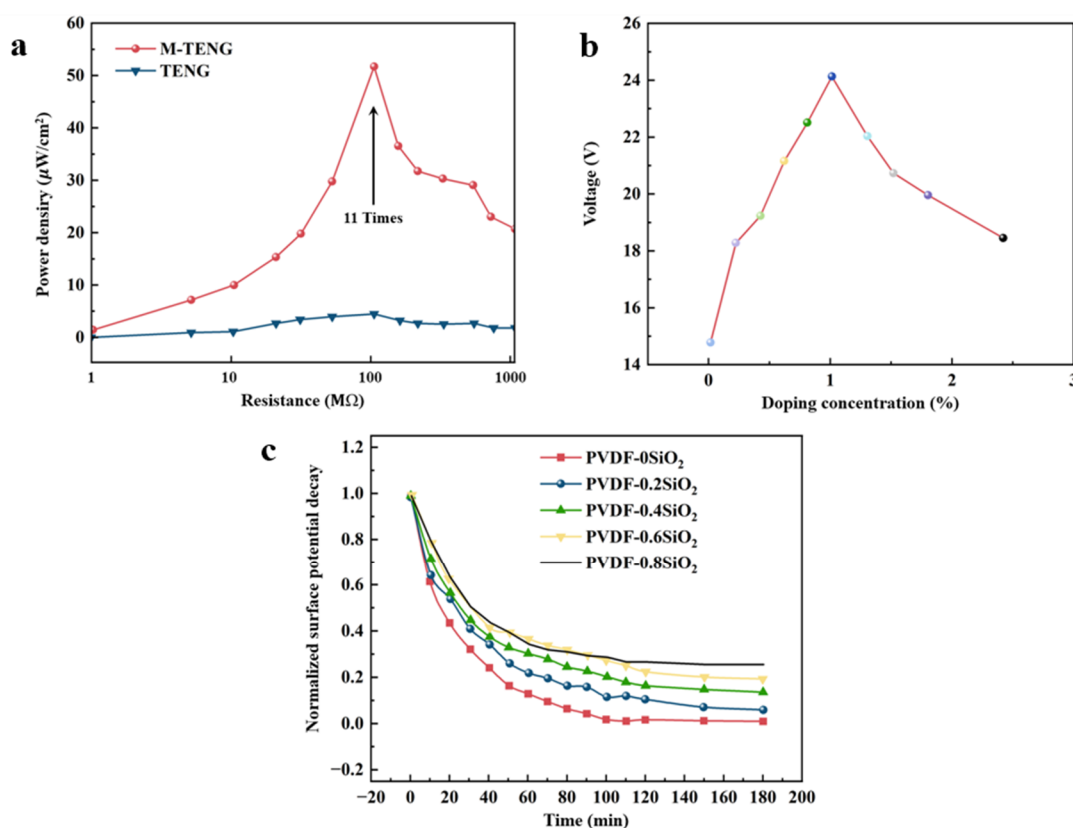 a
M-TENG
TENG
11 Times
Power densiry (μW/cm²)
60
50
40
30
20
10
0
1
10
100
1000
Resistance (MΩ)
b
Voltage (V)
26
24
22
20
18
16
14
0
1
2
3
Doping concentration (%)
c
PVDF-0SiO₂
PVDF-0.2SiO₂
PVDF-0.4SiO₂
PVDF-0.6SiO₂
PVDF-0.8SiO₂
Normalized surface potential decay
1.2
1.0
0.8
0.6
0.4
0.2
0.0
−0.2
−20
0
20
40
60
80
100
120
140
160
180
200
Time (min)